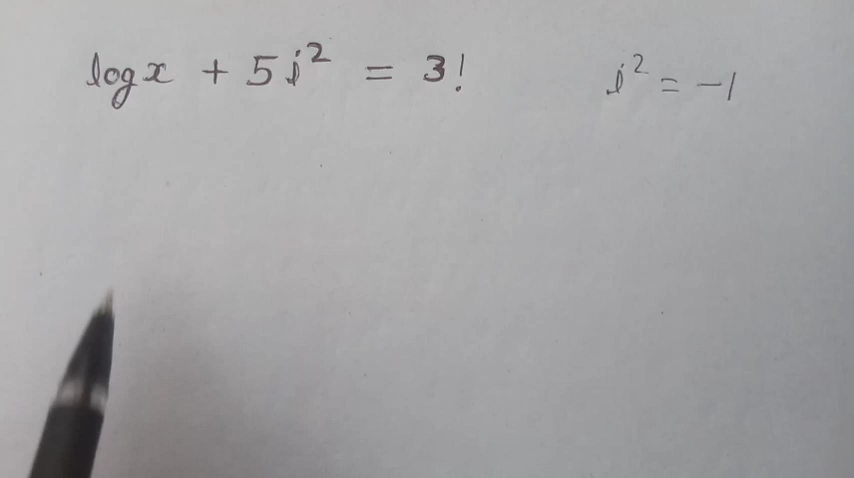 log x + 5i² = 3! i² = -1